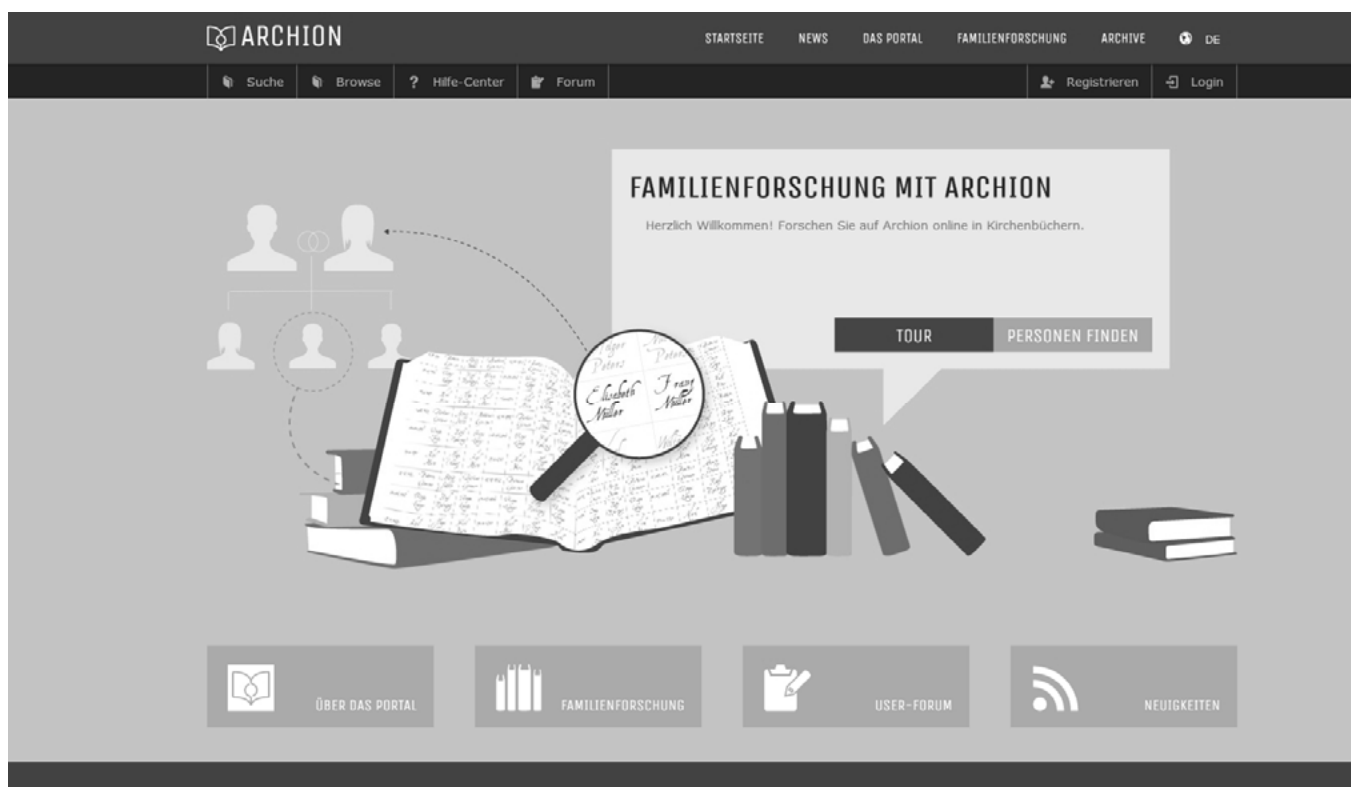 ARCHION
STARTSEITE NEWS DAS PORTAL FAMILIENFORSCHUNG ARCHIVE DE
Suche Browse ? Hilfe-Center Forum Registrieren Login
FAMILIENFORSCHUNG MIT ARCHION
Herzlich Willkommen! Forschen Sie auf Archion online in Kirchenbüchern.
TOUR PERSONEN FINDEN
Peters
Elisabeth Müller
Franz Müller
ÜBER DAS PORTAL FAMILIENFORSCHUNG USER-FORUM NEUIGKEITEN